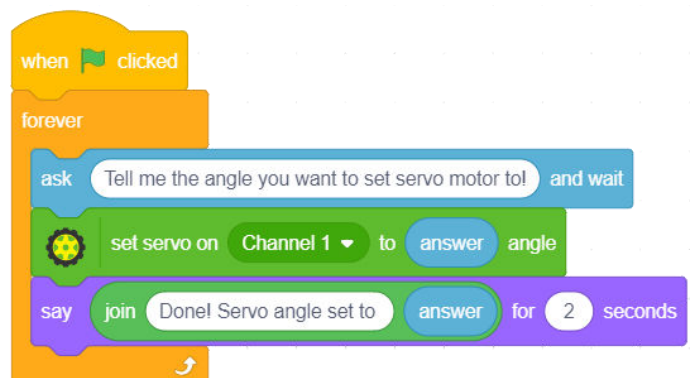 when clicked
forever
ask Tell me the angle you want to set servo motor to! and wait
set servo on Channel 1 to answer angle
say join Done! Servo angle set to answer for 2 seconds